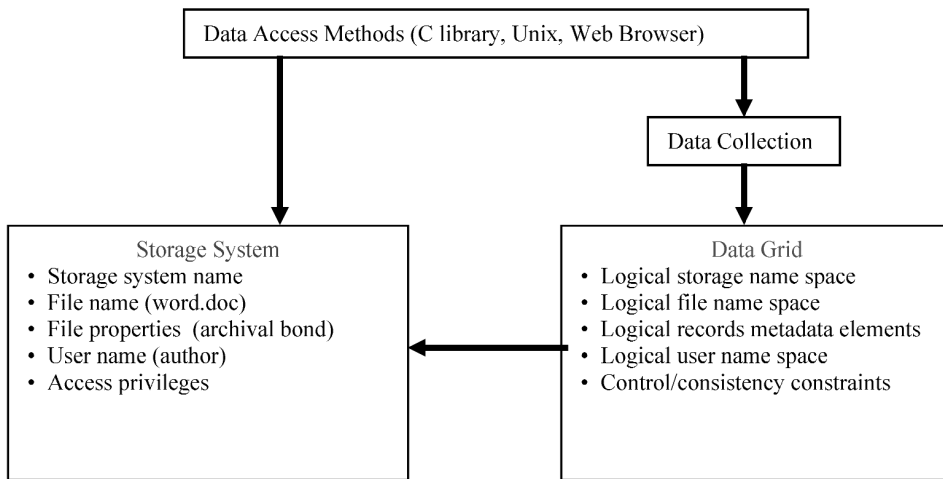 Data Access Methods (C library, Unix, Web Browser)
Data Collection
Storage System
• Storage system name
• File name (word.doc)
• File properties (archival bond)
• User name (author)
• Access privileges
Data Grid
• Logical storage name space
• Logical file name space
• Logical records metadata elements
• Logical user name space
• Control/consistency constraints